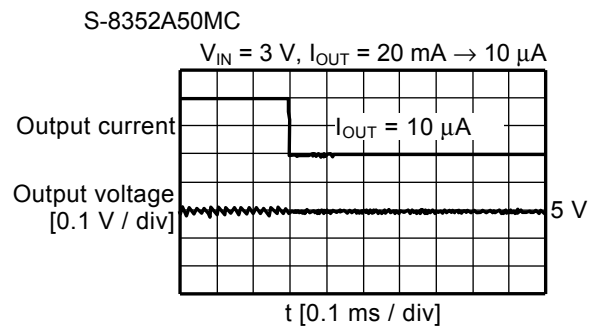 S-8352A50MC
V_IN = 3 V, I_OUT = 20 mA → 10 μA
Output current
I_OUT = 10 μA
Output voltage
[0.1 V / div]
5 V
t [0.1 ms / div]